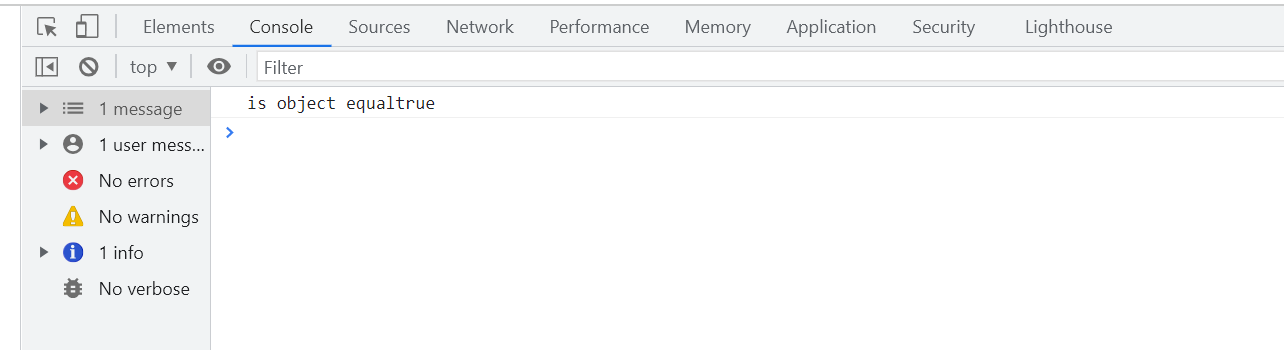 Elements Console Sources Network Performance Memory Application Security Lighthouse
top ▼ Filter
1 message
is object equaltrue
1 user mess...
No errors
No warnings
1 info
No verbose